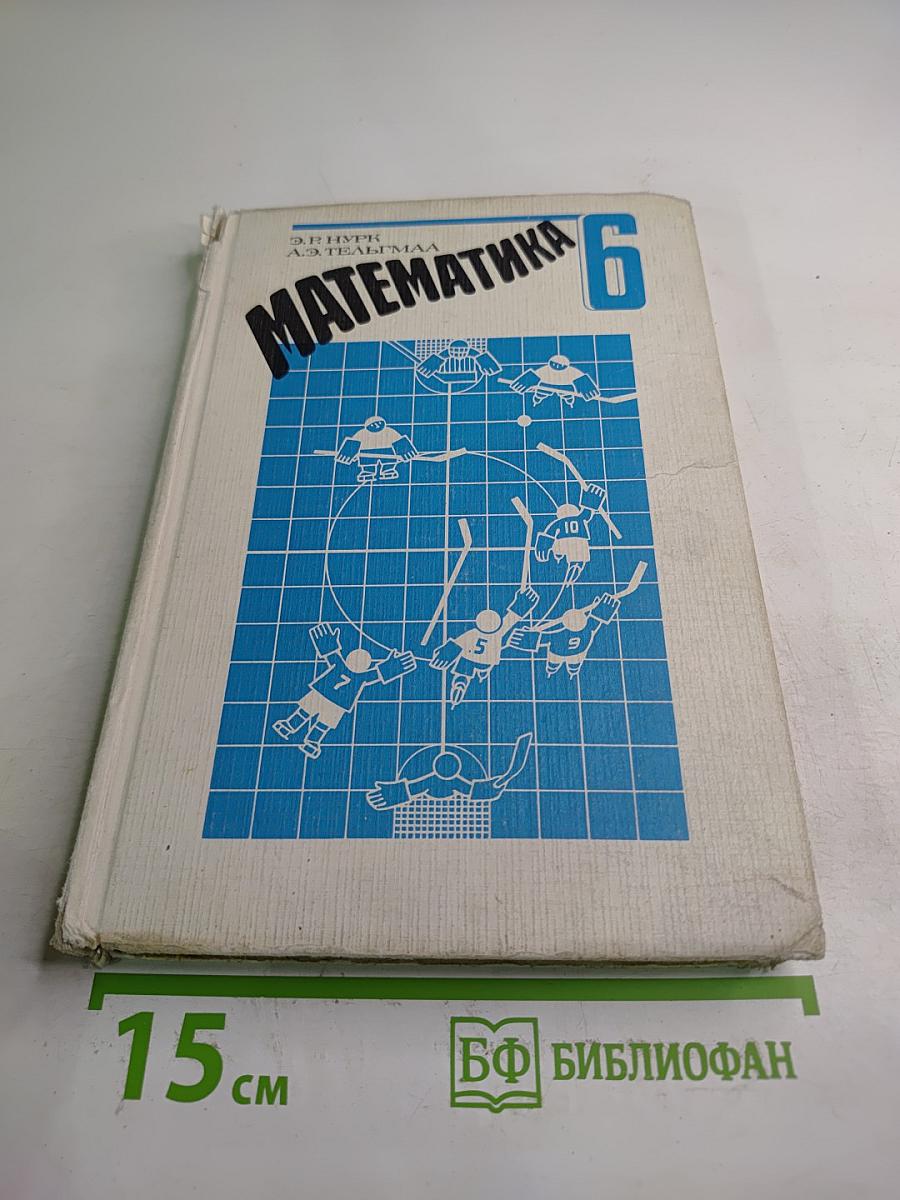 Э.Р. НУРК
А.Э. ТЕЛЬГМАА
МАТЕМАТИКА 6
10
5
9
7
15 см
БФ БИБЛИОФАН